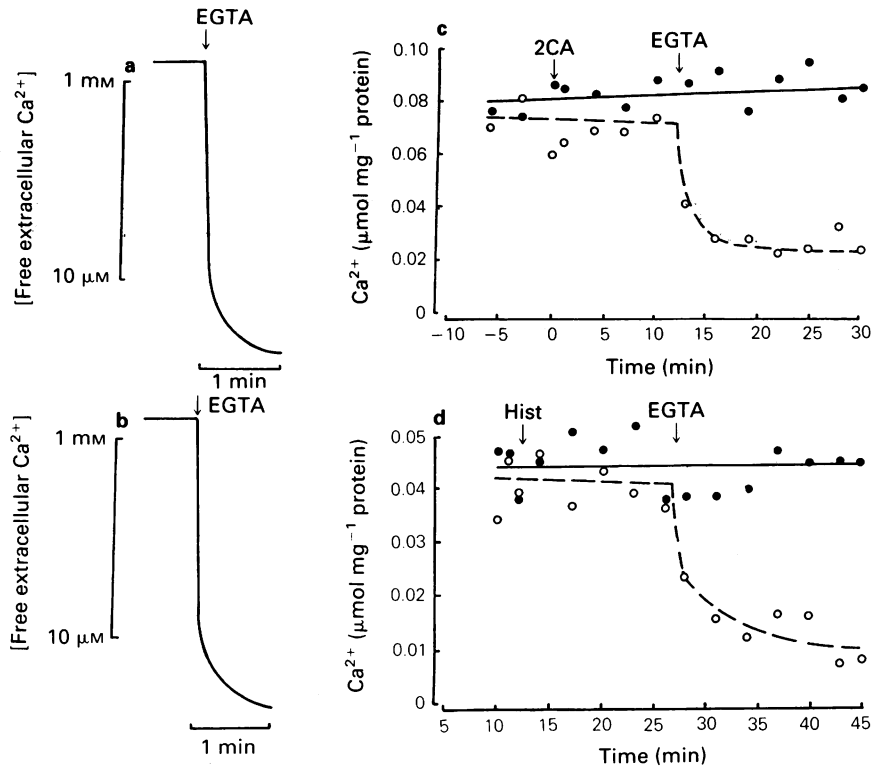 EGTA
a
1 mM
10 μM
[Free extracellular Ca²⁺]
1 min
EGTA
b
1 mM
10 μM
[Free extracellular Ca²⁺]
1 min
c
2CA
EGTA
0.10
0.08
0.06
0.04
0.02
0
Ca²⁺ (μmol mg⁻¹ protein)
−10 −5 0 5 10 15 20 25 30
Time (min)
d
Hist
EGTA
0.05
0.04
0.03
0.02
0.01
0
Ca²⁺ (μmol mg⁻¹ protein)
5 10 15 20 25 30 35 40 45
Time (min)